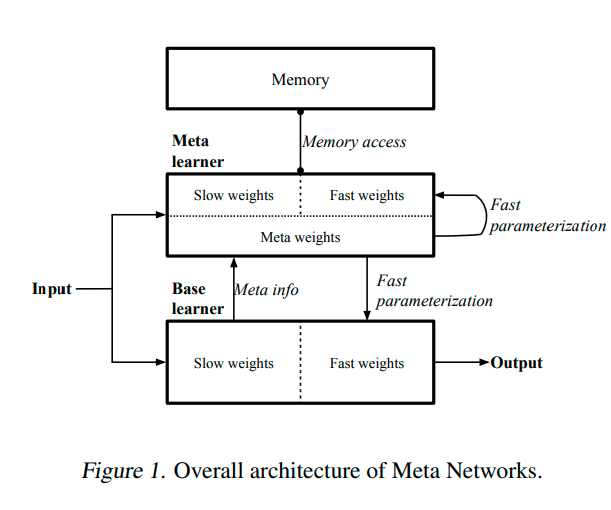 Memory
Meta
learner
Memory access
Slow weights
Fast weights
Fast
parameterization
Meta weights
Input
Base
learner
Meta info
Fast
parameterization
Slow weights
Fast weights
Output
Figure 1. Overall architecture of Meta Networks.